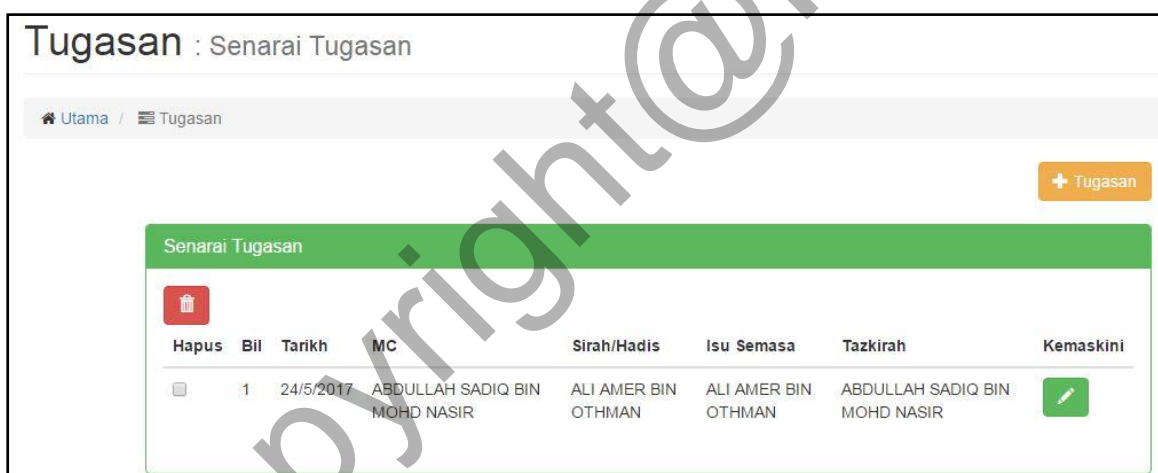 Tugasan : Senarai Tugasan
Utama / Tugasan
+ Tugasan
Senarai Tugasan
Hapus Bil Tarikh MC Sirah/Hadis Isu Semasa Tazkirah Kemaskini
1 24/5/2017 ABDULLAH SADIQ BIN MOHD NASIR ALI AMER BIN OTHMAN ALI AMER BIN OTHMAN ABDULLAH SADIQ BIN MOHD NASIR
pyright@